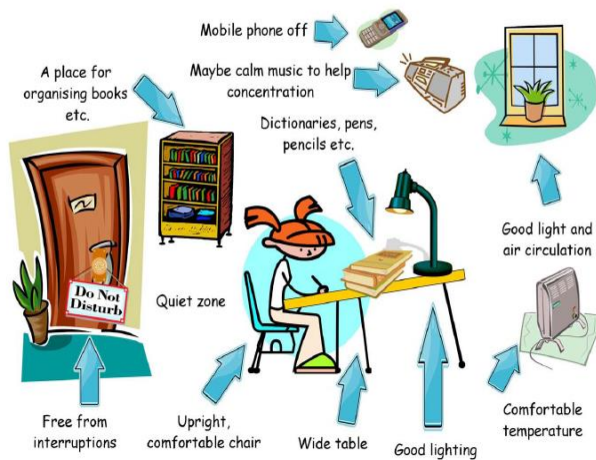 Mobile phone off
A place for
organising books
etc.
Maybe calm music to help
concentration
Dictionaries, pens,
pencils etc.
Good light and
air circulation
Do Not
Disturb
Quiet zone
Free from
interruptions
Upright,
comfortable chair
Wide table
Good lighting
Comfortable
temperature